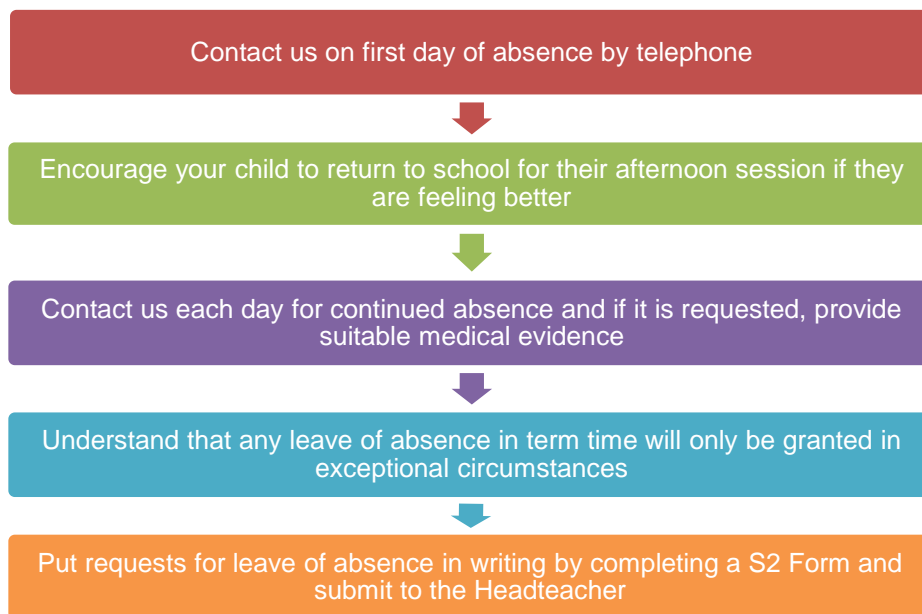 Contact us on first day of absence by telephone
Encourage your child to return to school for their afternoon session if they
are feeling better
Contact us each day for continued absence and if it is requested, provide
suitable medical evidence
Understand that any leave of absence in term time will only be granted in
exceptional circumstances
Put requests for leave of absence in writing by completing a S2 Form and
submit to the Headteacher